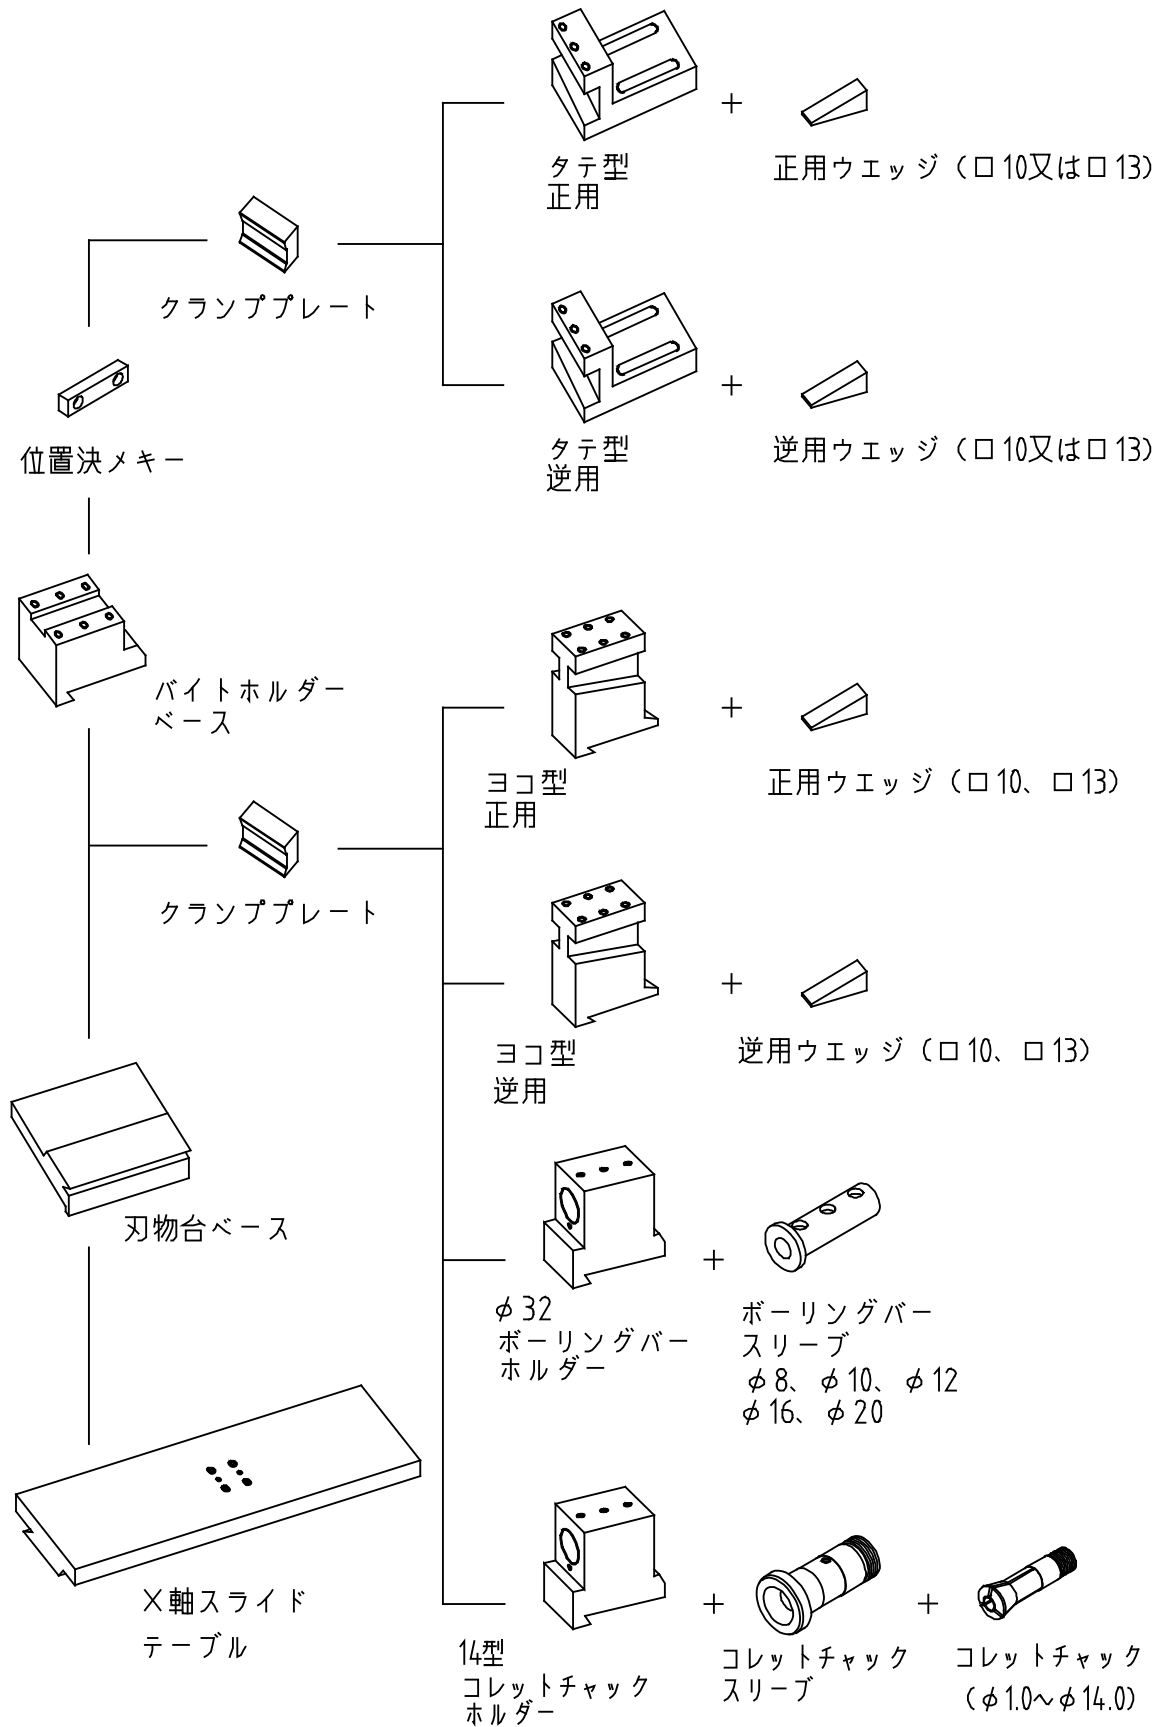 タテ型
正用
+
正用ウエッジ(□10又は□13)
クランププレート
タテ型
逆用
+
逆用ウエッジ(□10又は□13)
位置決メキー
バイトホルダー
ベース
ヨコ型
正用
+
正用ウエッジ(□10、□13)
クランププレート
ヨコ型
逆用
+
逆用ウエッジ(□10、□13)
刃物台ベース
φ32
ボーリングバー
ホルダー
+
ボーリングバー
スリーブ
φ8、φ10、φ12
φ16、φ20
X軸スライド
テーブル
14型
コレットチャック
ホルダー
+
コレットチャック
スリーブ
+
コレットチャック
(φ1.0~φ14.0)